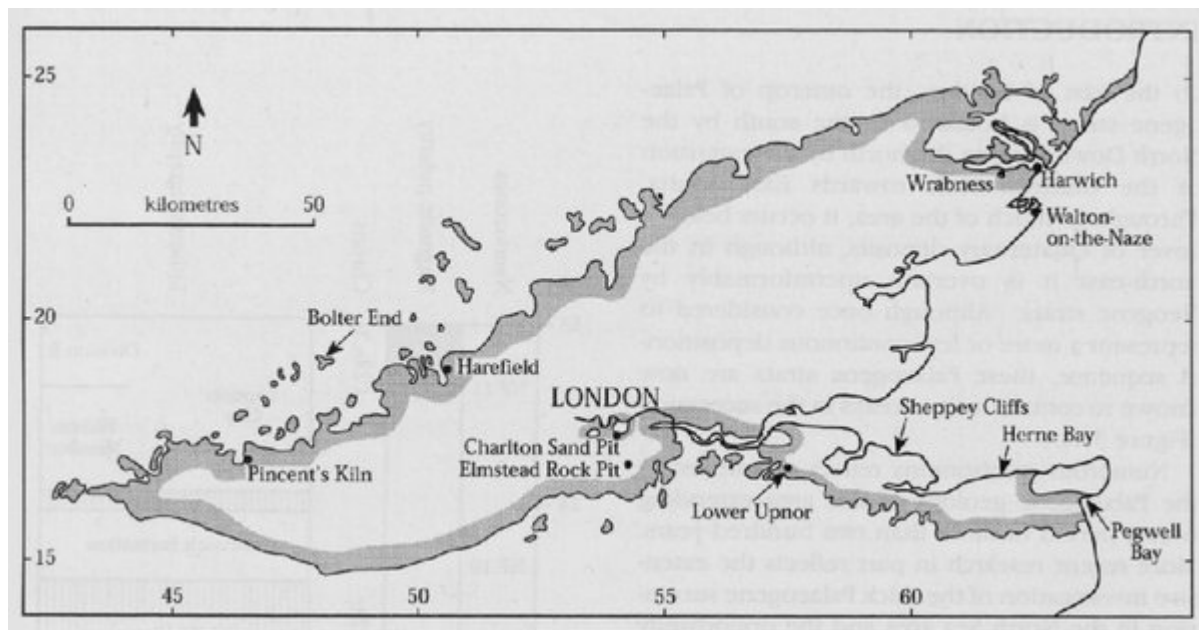 25
N
0 kilometres 50
Wrabness
Harwich
Walton-
on-the-Naze
20
Bolter End
Harefield
LONDON
Sheppey Cliffs
Charlton Sand Pit
Herne Bay
Elmstead Rock Pit
Pincent's Kiln
Lower Upnor
Pegwell
Bay
15
45 50 55 60